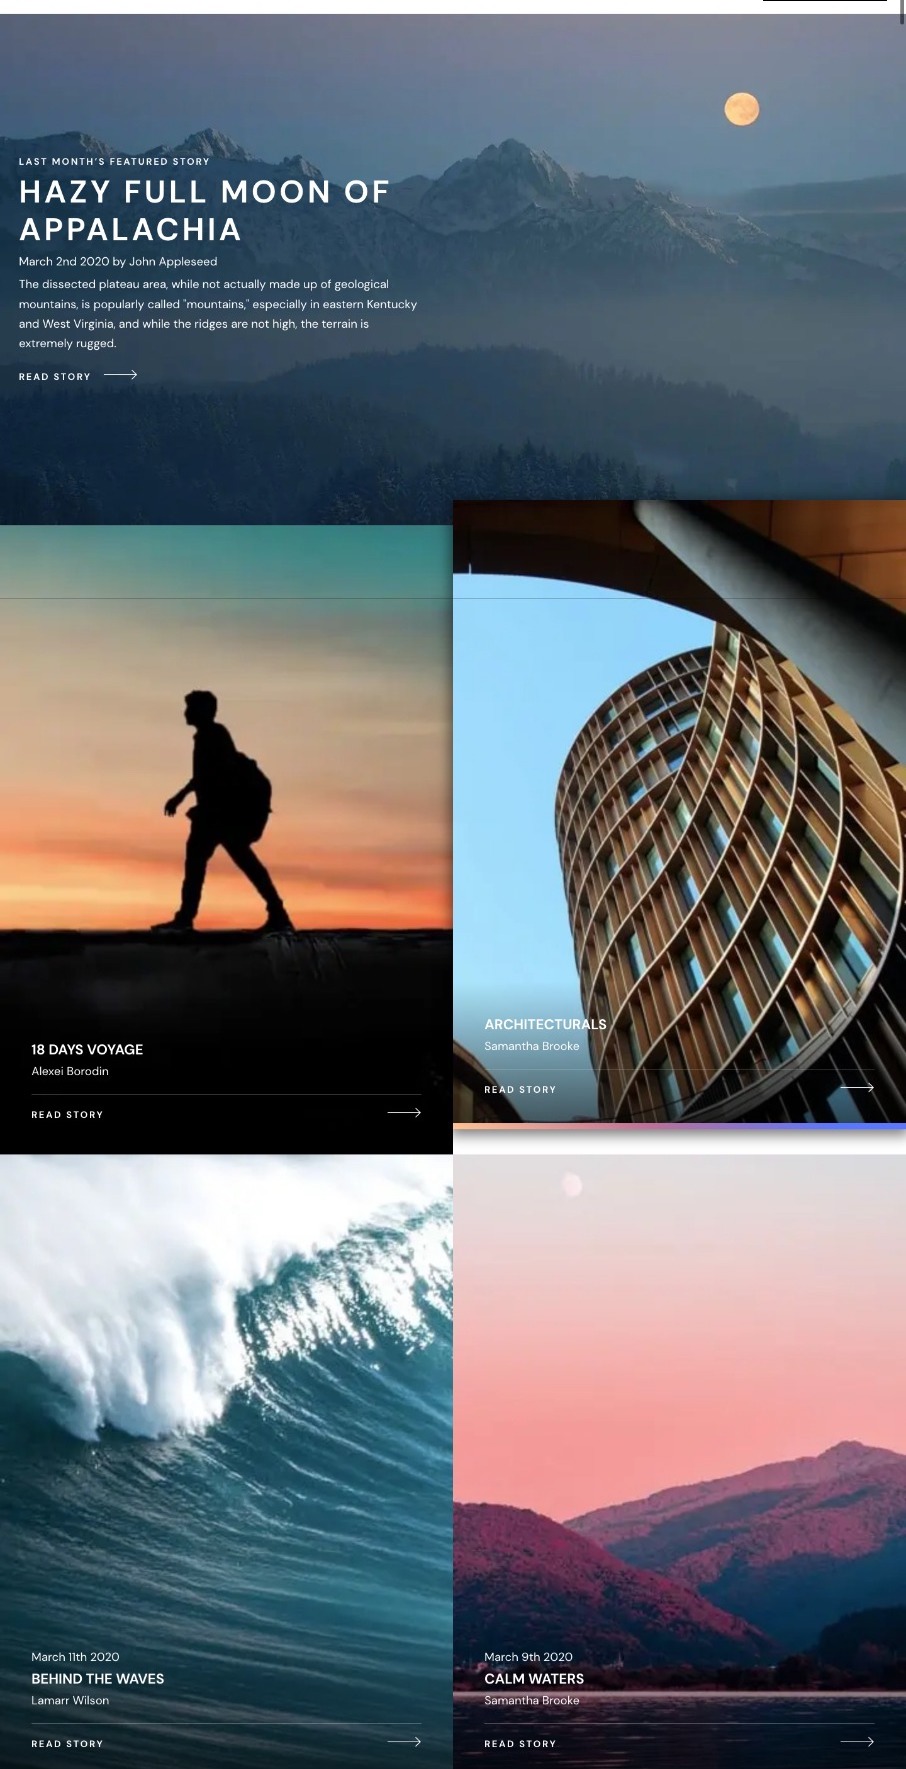 LAST MONTH'S FEATURED STORY
HAZY FULL MOON OF
APPALACHIA
March 2nd 2020 by John Appleseed
The dissected plateau area, while not actually made up of geological
mountains, is popularly called "mountains," especially in eastern Kentucky
and West Virginia, and while the ridges are not high, the terrain is
extremely rugged.
READ STORY
18 DAYS VOYAGE
Alexei Borodin
READ STORY
ARCHITECTURALS
Samantha Brooke
READ STORY
March 11th 2020
BEHIND THE WAVES
Lamarr Wilson
READ STORY
March 9th 2020
CALM WATERS
Samantha Brooke
READ STORY